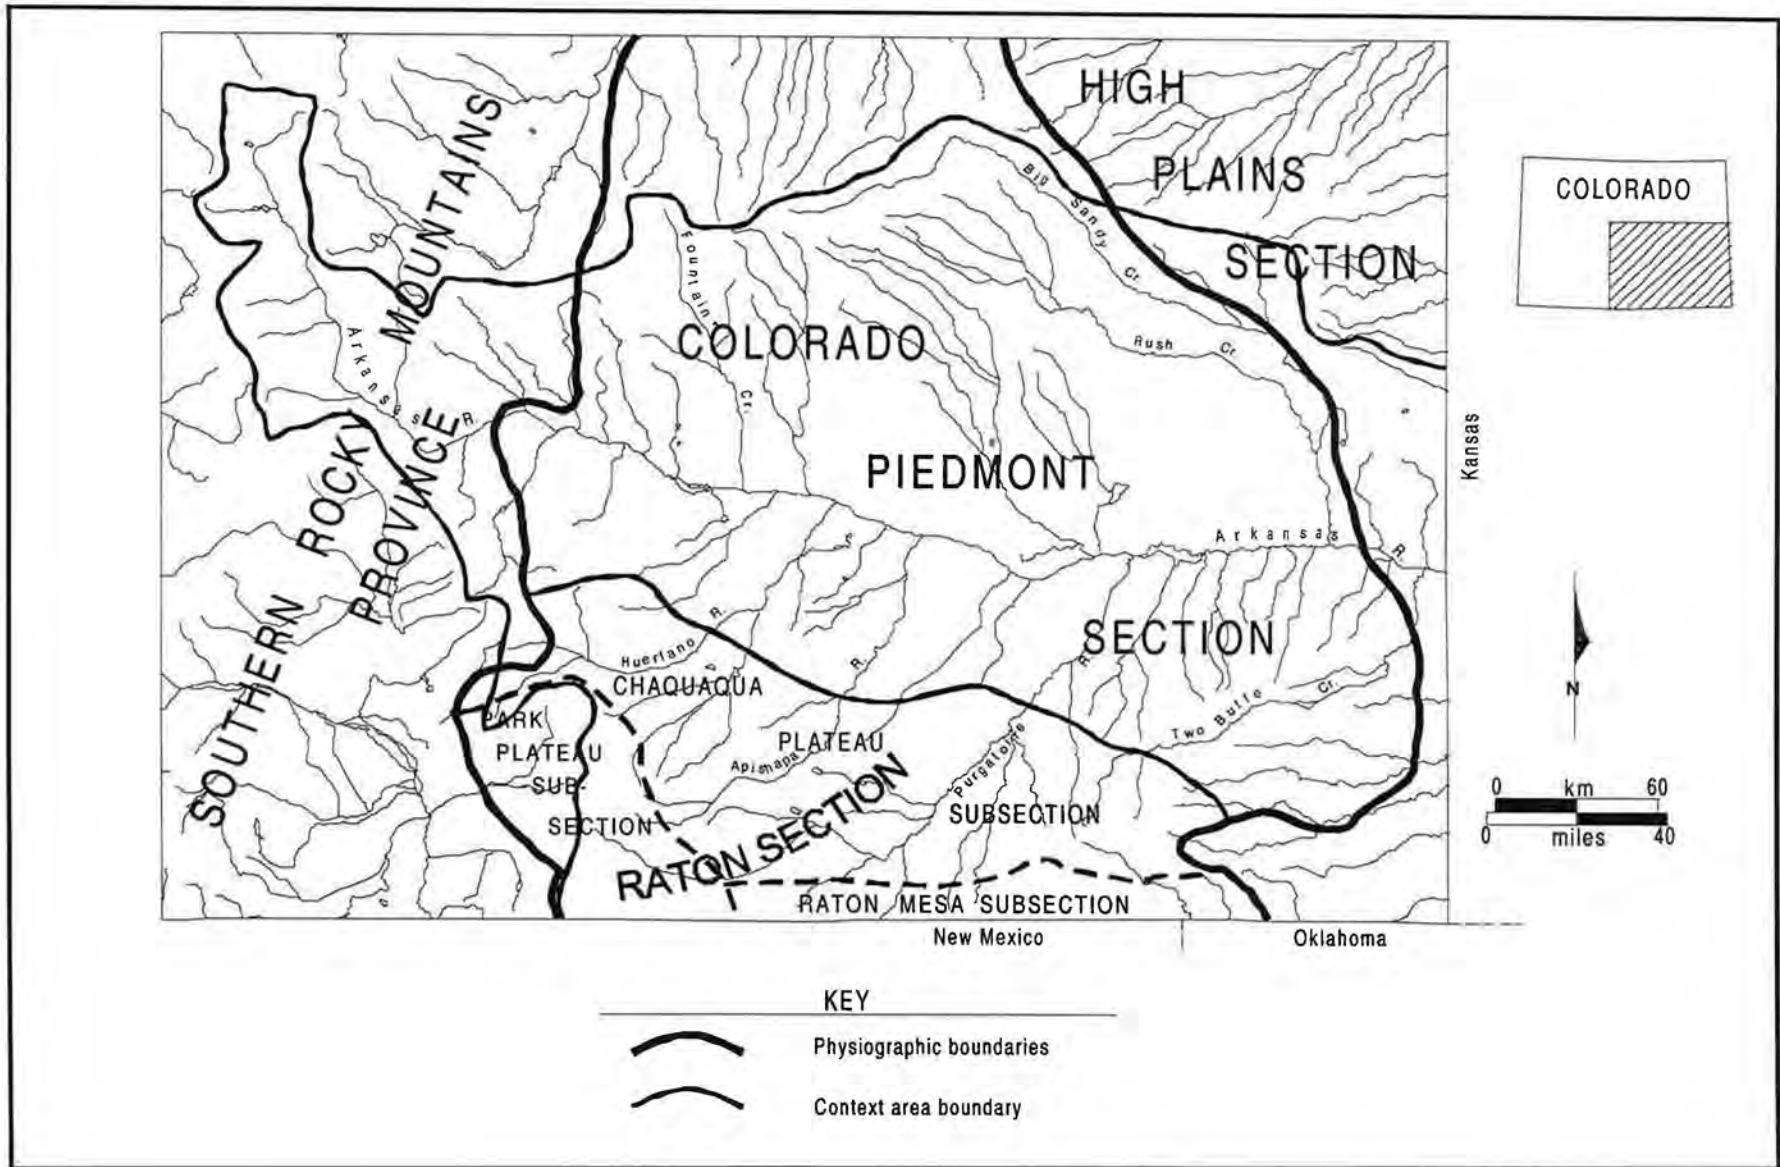 HIGH
PLAINS
SECTION
COLORADO
SOUTHERN ROCKY MOUNTAINS
PROVINCE
Big Sandy Cr.
Fountain Cr.
Rush Cr.
Arkansas R.
COLORADO
PIEDMONT
SECTION
Kansas
Arkansas R.
Huerfano R.
CHAQUAQUA
PLATEAU
SUBSECTION
PARK
PLATEAU
SUB-
SECTION
Apishapa R.
Purgatoire R.
Two Butte Cr.
RATON SECTION
RATON MESA SUBSECTION
New Mexico
Oklahoma
N
0 km 60
0 miles 40
KEY
Physiographic boundaries
Context area boundary